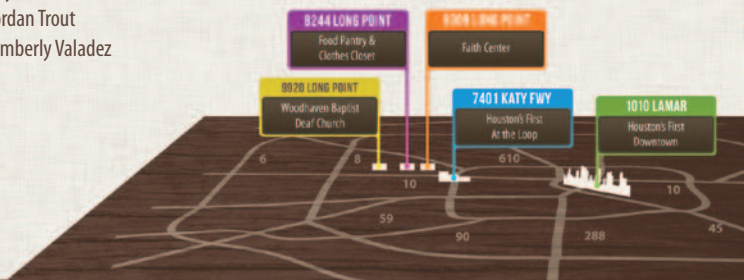 ordan Trout
mberly Valadez
8244 LONG POINT
Food Pantry &
Clothes Closet
LONG POINT
Faith Center
9920 LONG POINT
Woodhaven Baptist
Deaf Church
7401 KATY FWY
Houston's First
At the Loop
1010 LAMAR
Houston's First
Downtown
6
8
610
10
10
59
90
288
45